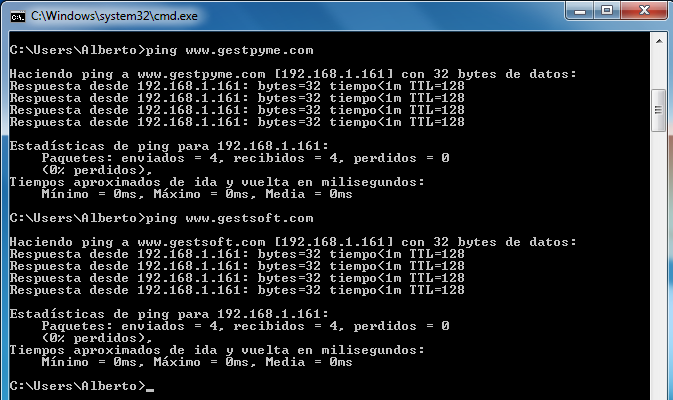 C:\Windows\system32\cmd.exe
C:\Users\Alberto>ping www.gestpyme.com
Haciendo ping a www.gestpyme.com [192.168.1.161] con 32 bytes de datos:
Respuesta desde 192.168.1.161: bytes=32 tiempo<1m TTL=128
Respuesta desde 192.168.1.161: bytes=32 tiempo<1m TTL=128
Respuesta desde 192.168.1.161: bytes=32 tiempo<1m TTL=128
Respuesta desde 192.168.1.161: bytes=32 tiempo<1m TTL=128
Estadísticas de ping para 192.168.1.161:
Paquetes: enviados = 4, recibidos = 4, perdidos = 0
(0% perdidos),
Tiempos aproximados de ida y vuelta en milisegundos:
Mínimo = 0ms, Máximo = 0ms, Media = 0ms
C:\Users\Alberto>ping www.gestsoft.com
Haciendo ping a www.gestsoft.com [192.168.1.161] con 32 bytes de datos:
Respuesta desde 192.168.1.161: bytes=32 tiempo<1m TTL=128
Respuesta desde 192.168.1.161: bytes=32 tiempo<1m TTL=128
Respuesta desde 192.168.1.161: bytes=32 tiempo<1m TTL=128
Respuesta desde 192.168.1.161: bytes=32 tiempo<1m TTL=128
Estadísticas de ping para 192.168.1.161:
Paquetes: enviados = 4, recibidos = 4, perdidos = 0
(0% perdidos),
Tiempos aproximados de ida y vuelta en milisegundos:
Mínimo = 0ms, Máximo = 0ms, Media = 0ms
C:\Users\Alberto>_